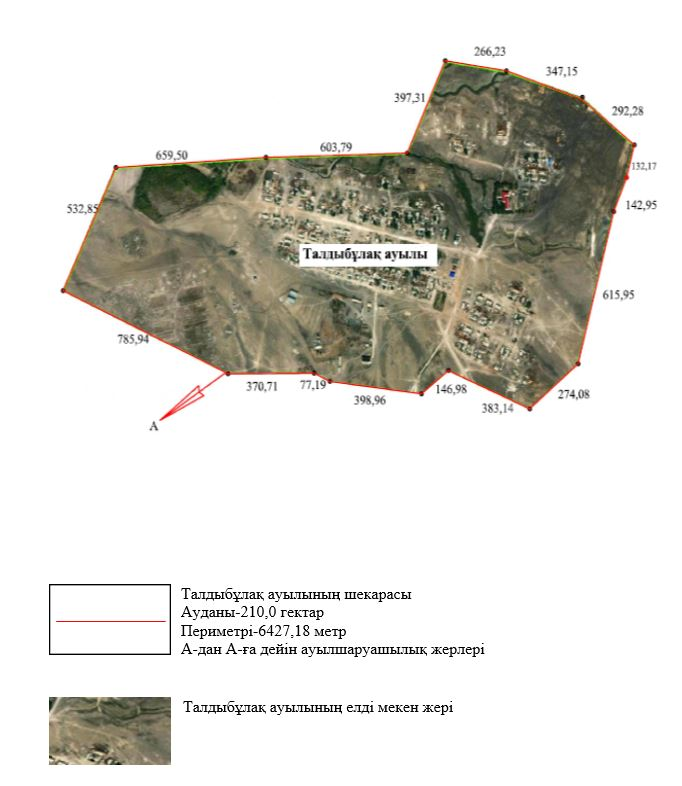 266,23
347,15
397,31
292,28
603,79
659,50
132,17
142,95
532,85
Талдыбұлақ ауылы
615,95
785,94
370,71
77,19
146,98
274,08
398,96
383,14
А
Талдыбұлақ ауылының шекарасы
Ауданы-210,0 гектар
Периметрі-6427,18 метр
А-дан А-ға дейін ауылшаруашылық жерлері
Талдыбұлақ ауылының елді мекен жері